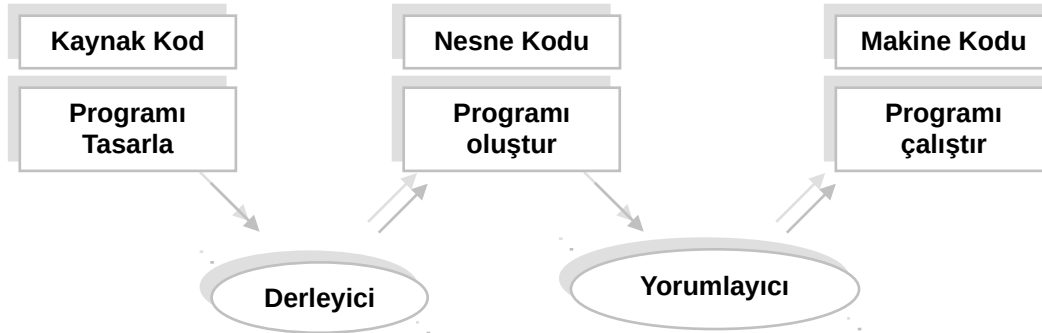 Kaynak Kod
Nesne Kodu
Makine Kodu
Programı
Tasarla
Programı
oluştur
Programı
çalıştır
Derleyici
Yorumlayıcı